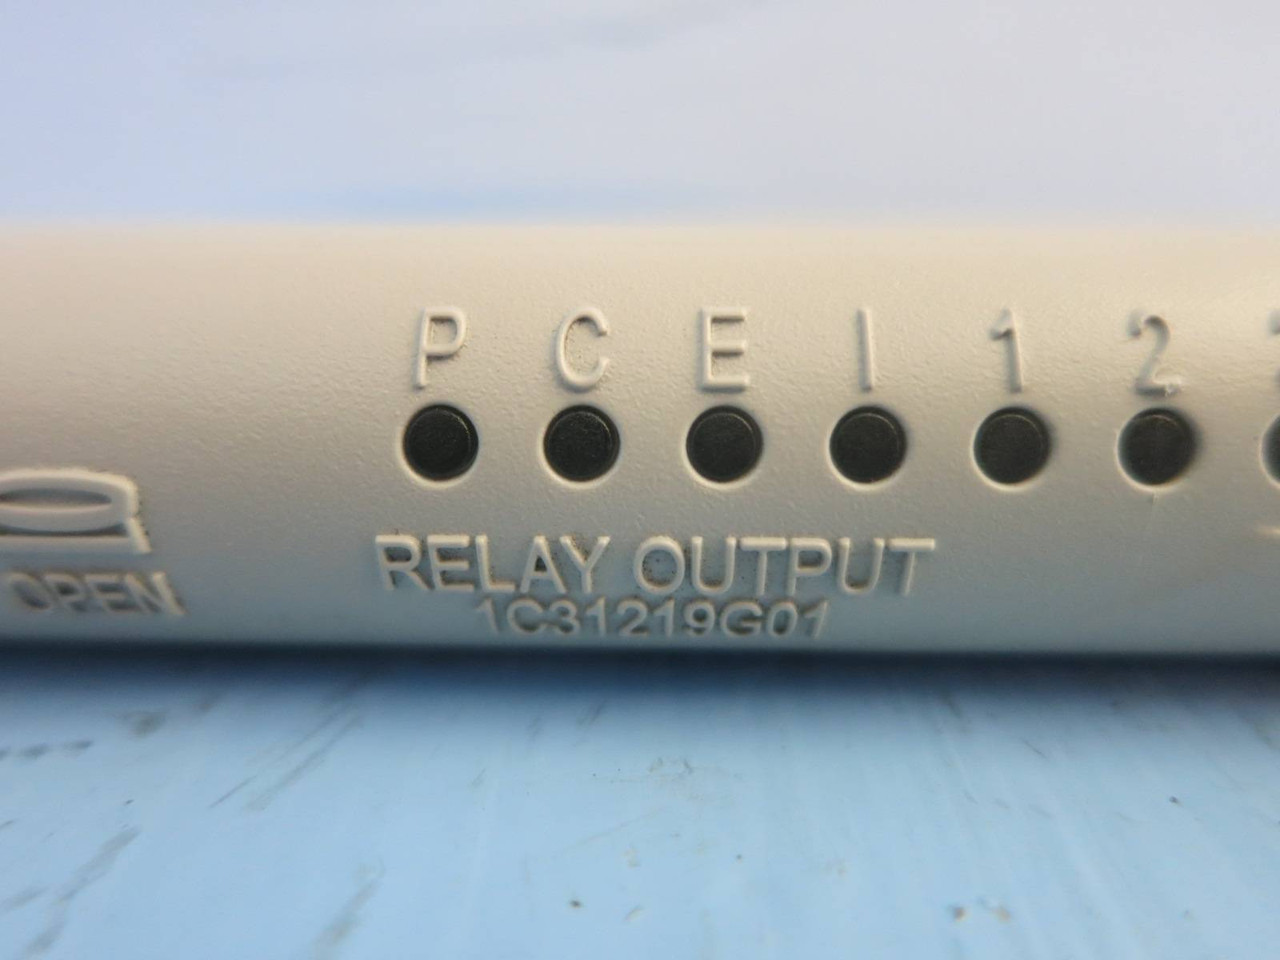 P C E I 1 2
RELAY OUTPUT
1C31219G01
OPEN